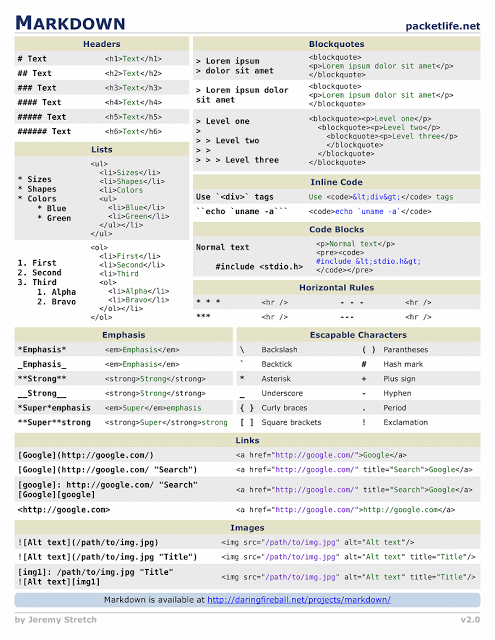 MARKDOWN
packetlife.net
Headers
# Text <h1>Text</h1>
## Text <h2>Text</h2>
### Text <h3>Text</h3>
#### Text <h4>Text</h4>
##### Text <h5>Text</h5>
###### Text <h6>Text</h6>
Lists
* Sizes
* Shapes
* Colors
    * Blue
    * Green
<ul>
  <li>Sizes</li>
  <li>Shapes</li>
  <li>Colors
  <ul>
    <li>Blue</li>
    <li>Green</li>
  </ul></li>
</ul>
1. First
2. Second
3. Third
    1. Alpha
    2. Bravo
<ol>
  <li>First</li>
  <li>Second</li>
  <li>Third
  <ol>
    <li>Alpha</li>
    <li>Bravo</li>
  </ol></li>
</ol>
Blockquotes
> Lorem ipsum
> dolor sit amet
<blockquote>
<p>Lorem ipsum dolor sit amet</p>
</blockquote>
> Lorem ipsum dolor
sit amet
<blockquote>
<p>Lorem ipsum dolor sit amet</p>
</blockquote>
> Level one
>
> > Level two
> >
> > > Level three
<blockquote><p>Level one</p>
  <blockquote><p>Level two</p>
    <blockquote><p>Level three</p>
    </blockquote>
  </blockquote>
</blockquote>
Inline Code
Use `<div>` tags Use <code>&lt;div&gt;</code> tags
``echo `uname -a``` <code>echo `uname -a`</code>
Code Blocks
Normal text
    #include <stdio.h>
<p>Normal text</p>
<pre><code>
#include &lt;stdio.h&gt;
</code></pre>
Horizontal Rules
* * * <hr /> - - - <hr />
*** <hr /> --- <hr />
Emphasis
*Emphasis* <em>Emphasis</em>
_Emphasis_ <em>Emphasis</em>
**Strong** <strong>Strong</strong>
__Strong__ <strong>Strong</strong>
*Super*emphasis <em>Super</em>emphasis
**Super**strong <strong>Super</strong>strong
Escapable Characters
\ Backslash ( ) Parantheses
` Backtick # Hash mark
* Asterisk + Plus sign
_ Underscore - Hyphen
{ } Curly braces . Period
[ ] Square brackets ! Exclamation
Links
[Google](http://google.com/) <a href="http://google.com/">Google</a>
[Google](http://google.com/ "Search") <a href="http://google.com/" title="Search">Google</a>
[google]: http://google.com/ "Search"
[Google][google]
<a href="http://google.com/" title="Search">Google</a>
<http://google.com> <a href="http://google.com/">http://google.com</a>
Images
![Alt text](/path/to/img.jpg) <img src="/path/to/img.jpg" alt="Alt text"/>
![Alt text](/path/to/img.jpg "Title") <img src="/path/to/img.jpg" alt="Alt text" title="Title"/>
[img1]: /path/to/img.jpg "Title"
![Alt text][img1]
<img src="/path/to/img.jpg" alt="Alt text" title="Title"/>
Markdown is available at http://daringfireball.net/projects/markdown/
by Jeremy Stretch
v2.0